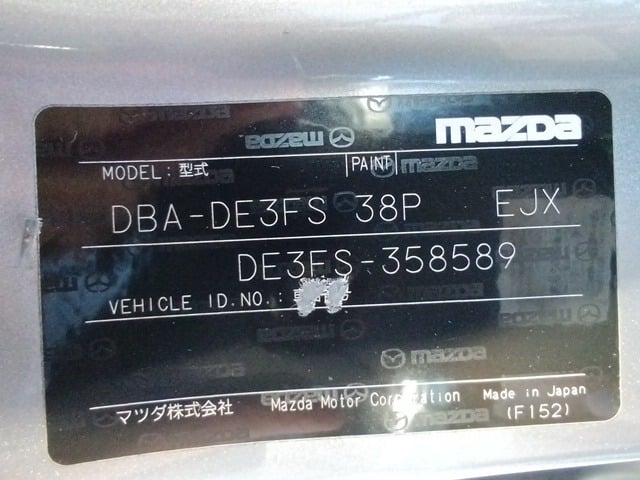 mazda
MODEL: 型式 PAINT
DBA-DE3FS 38P EJX
DE3FS-358589
VEHICLE ID.NO.:
mazda
マツダ株式会社 Mazda Motor Corporation Made in Japan
(F152)